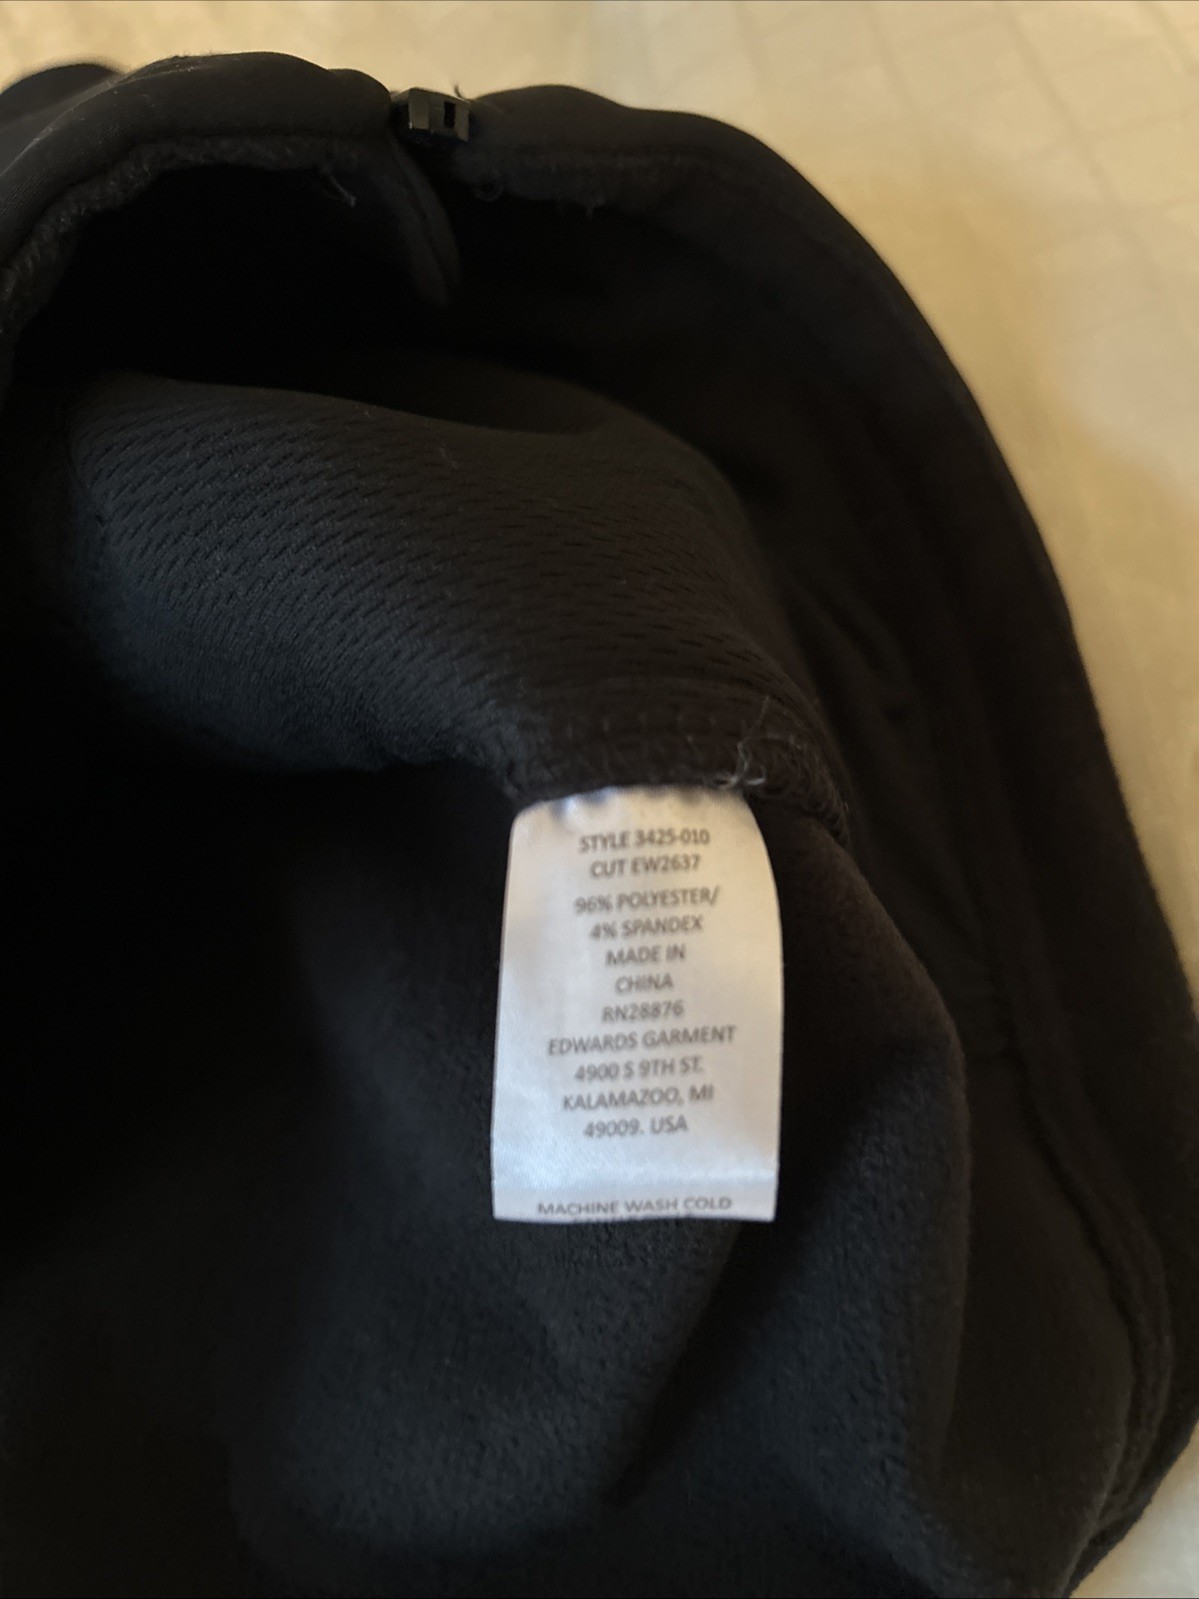 STYLE 3425-010
CUT EW2637
96% POLYESTER/
4% SPANDEX
MADE IN
CHINA
RN28876
EDWARDS GARMENT
4900 S 9TH ST.
KALAMAZOO, MI
49009. USA
MACHINE WASH COLD